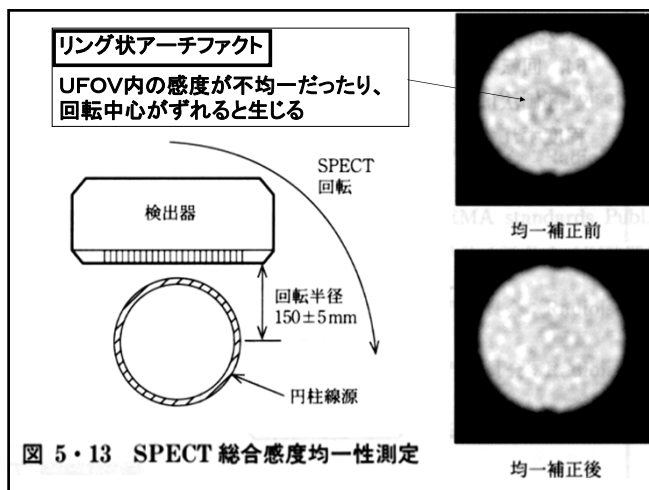 リング状アーチファクト
ＵＦＯＶ内の感度が不均一だったり、
回転中心がずれると生じる
SPECT
回転
検出器
回転半径
150±5mm
円柱線源
図 5・13 SPECT 総合感度均一性測定
均一補正前
EMA standards Publ
均一補正後